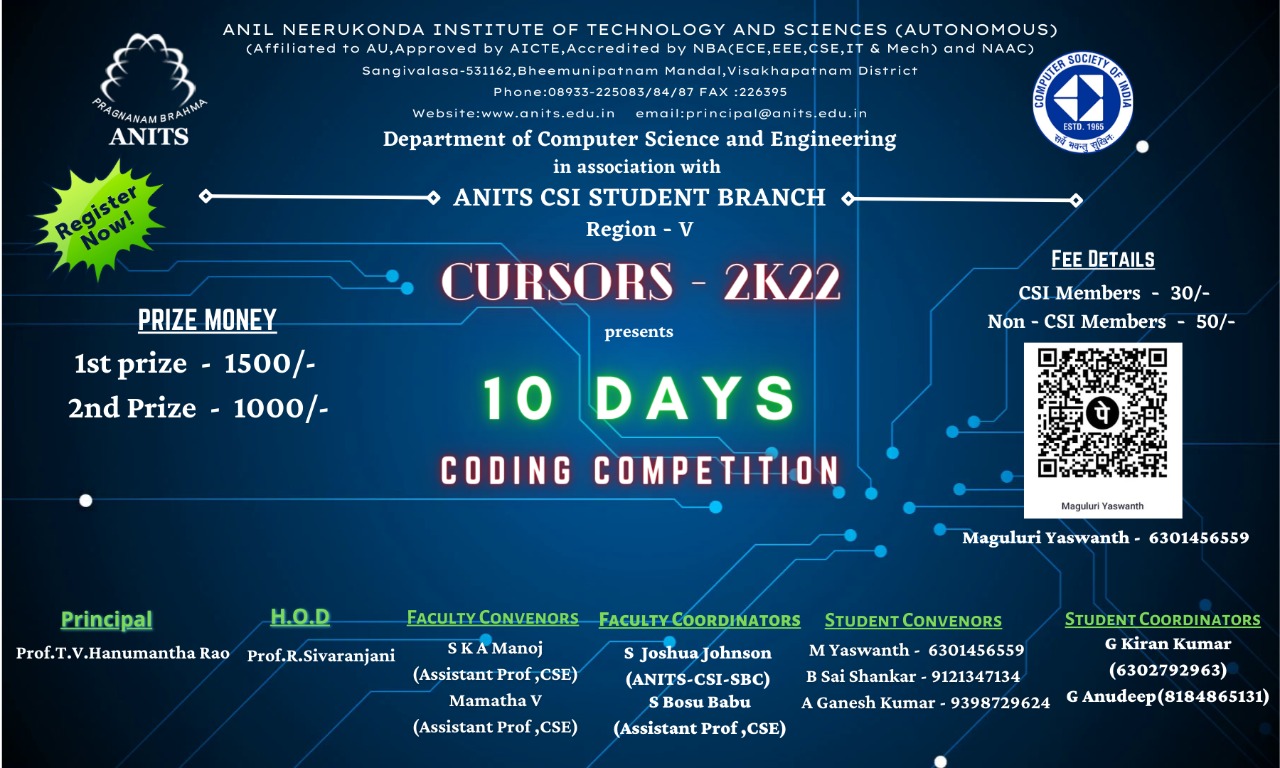 ANIL NEERUKONDA INSTITUTE OF TECHNOLOGY AND SCIENCES (AUTONOMOUS)
(Affiliated to AU,Approved by AICTE,Accredited by NBA(ECE,EEE,CSE,IT & Mech) and NAAC)
Sangivalasa-531162,Bheemunipatnam Mandal,Visakhapatnam District
Phone:08933-225083/84/87 FAX :226395
Website:www.anits.edu.in email:principal@anits.edu.in
PRAGNANAM BRAHMA
ANITS
COMPUTER SOCIETY OF INDIA
ESTD. 1965
सर्वे भवन्तु सुखिनः
Department of Computer Science and Engineering
in association with
ANITS CSI STUDENT BRANCH
Region - V
Register
Now!
CURSORS - 2K22
presents
10 DAYS
CODING COMPETITION
PRIZE MONEY
1st prize - 1500/-
2nd Prize - 1000/-
FEE DETAILS
CSI Members - 30/-
Non - CSI Members - 50/-
पे
Maguluri Yaswanth
Maguluri Yaswanth - 6301456559
Principal
Prof.T.V.Hanumantha Rao
H.O.D
Prof.R.Sivaranjani
FACULTY CONVENORS
S K A Manoj
(Assistant Prof ,CSE)
Mamatha V
(Assistant Prof ,CSE)
FACULTY COORDINATORS
S Joshua Johnson
(ANITS-CSI-SBC)
S Bosu Babu
(Assistant Prof ,CSE)
STUDENT CONVENORS
M Yaswanth - 6301456559
B Sai Shankar - 9121347134
A Ganesh Kumar - 9398729624
STUDENT COORDINATORS
G Kiran Kumar
(6302792963)
G Anudeep(8184865131)